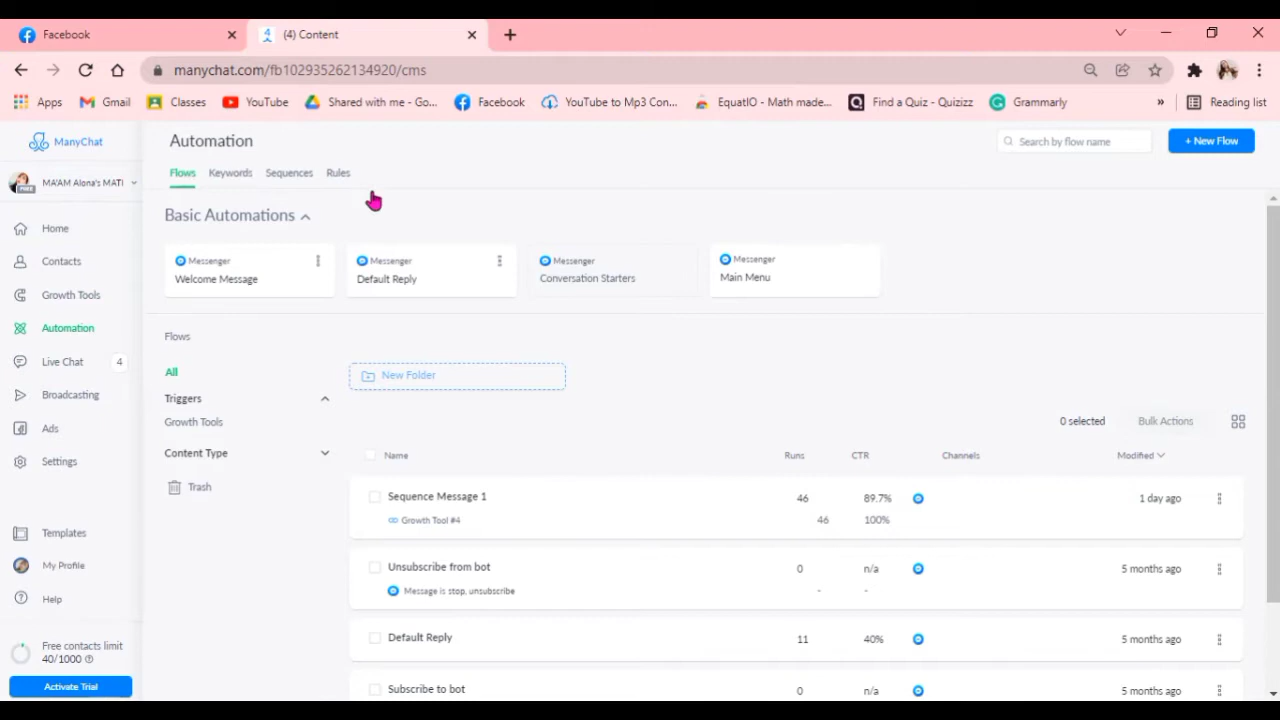 Facebook
(4) Content
manychat.com/fb102935262134920/cms
Apps
Gmail
Classes
YouTube
Shared with me - Go...
Facebook
YouTube to Mp3 Con...
EquatIO - Math made...
Find a Quiz - Quizizz
Grammarly
»
Reading list
ManyChat
Automation
Search by flow name
+ New Flow
MA'AM Alona's MATI
FREE
Flows
Keywords
Sequences
Rules
Home
Contacts
Growth Tools
Automation
Live Chat
4
Broadcasting
Ads
Settings
Templates
My Profile
Help
Free contacts limit
40/1000
Activate Trial
Basic Automations
Messenger
Welcome Message
Messenger
Default Reply
Messenger
Conversation Starters
Messenger
Main Menu
Flows
All
Triggers
Growth Tools
Content Type
Trash
New Folder
0 selected
Bulk Actions
Name
Runs
CTR
Channels
Modified
Sequence Message 1
46
89.7%
1 day ago
Growth Tool #4
46
100%
Unsubscribe from bot
0
n/a
5 months ago
Message is stop, unsubscribe
-
-
Default Reply
11
40%
5 months ago
Subscribe to bot
0
n/a
5 months ago